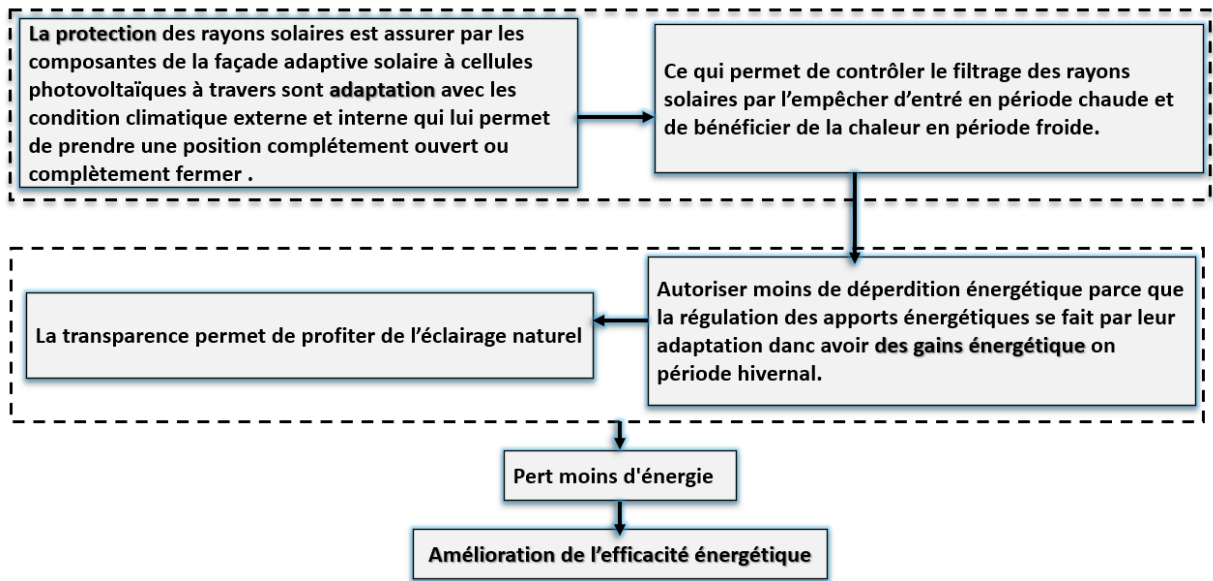 La protection des rayons solaires est assurer par les
composantes de la façade adaptive solaire à cellules
photovoltaïques à travers sont adaptation avec les
condition climatique externe et interne qui lui permet
de prendre une position complétement ouvert ou
complètement fermer .
Ce qui permet de contrôler le filtrage des rayons
solaires par l’empêcher d’entré en période chaude et
de bénéficier de la chaleur en période froide.
Autoriser moins de déperdition énergétique parce que
la régulation des apports énergétiques se fait par leur
adaptation danc avoir des gains énergétique on
période hivernal.
La transparence permet de profiter de l’éclairage naturel
Pert moins d'énergie
Amélioration de l’efficacité énergétique